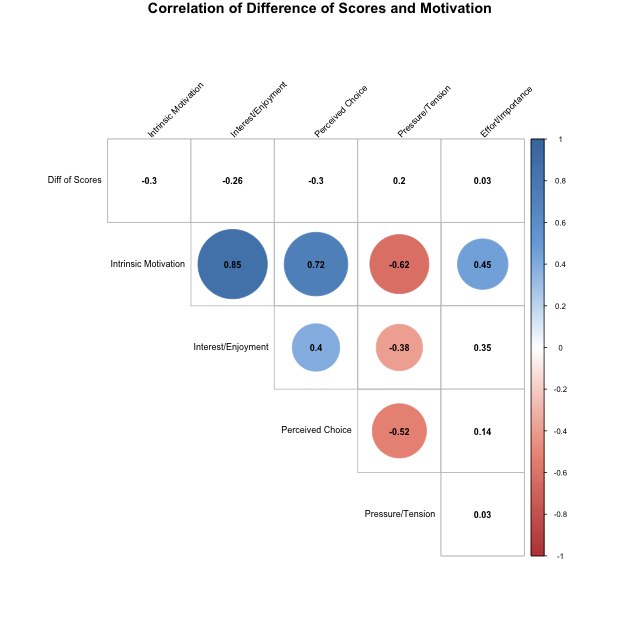 Correlation of Difference of Scores and Motivation
Intrinsic Motivation
Interest/Enjoyment
Perceived Choice
Pressure/Tension
Effort/Importance
Diff of Scores -0.3 -0.26 -0.3 0.2 0.03
Intrinsic Motivation 0.85 0.72 -0.62 0.45
Interest/Enjoyment 0.4 -0.38 0.35
Perceived Choice -0.52 0.14
Pressure/Tension 0.03
1
0.8
0.6
0.4
0.2
0
-0.2
-0.4
-0.6
-0.8
-1